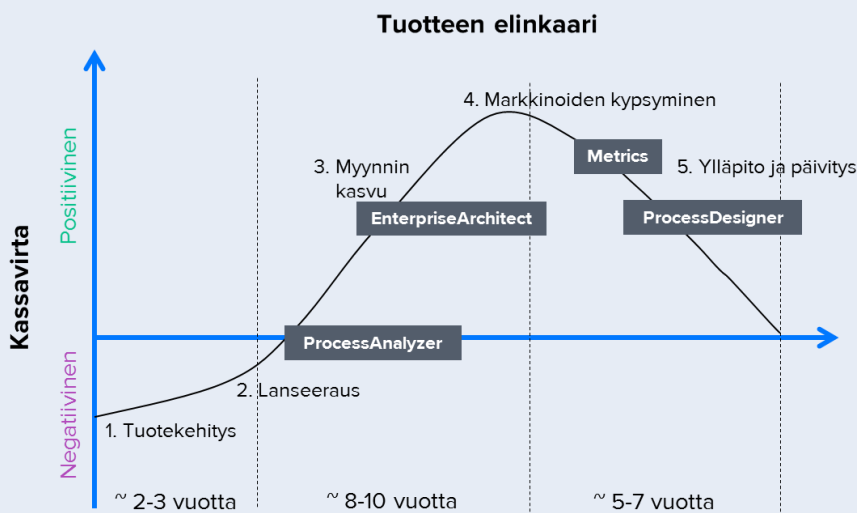 Tuotteen elinkaari
4. Markkinoiden kypsyminen
3. Myynnin
kasvu
Metrics
5. Ylläpito ja päivitys
EnterpriseArchitect
ProcessDesigner
Positiivinen
Kassavirta
ProcessAnalyzer
2. Lanseeraus
1. Tuotekehitys
Negatiivinen
~ 2-3 vuotta
~ 8-10 vuotta
~ 5-7 vuotta